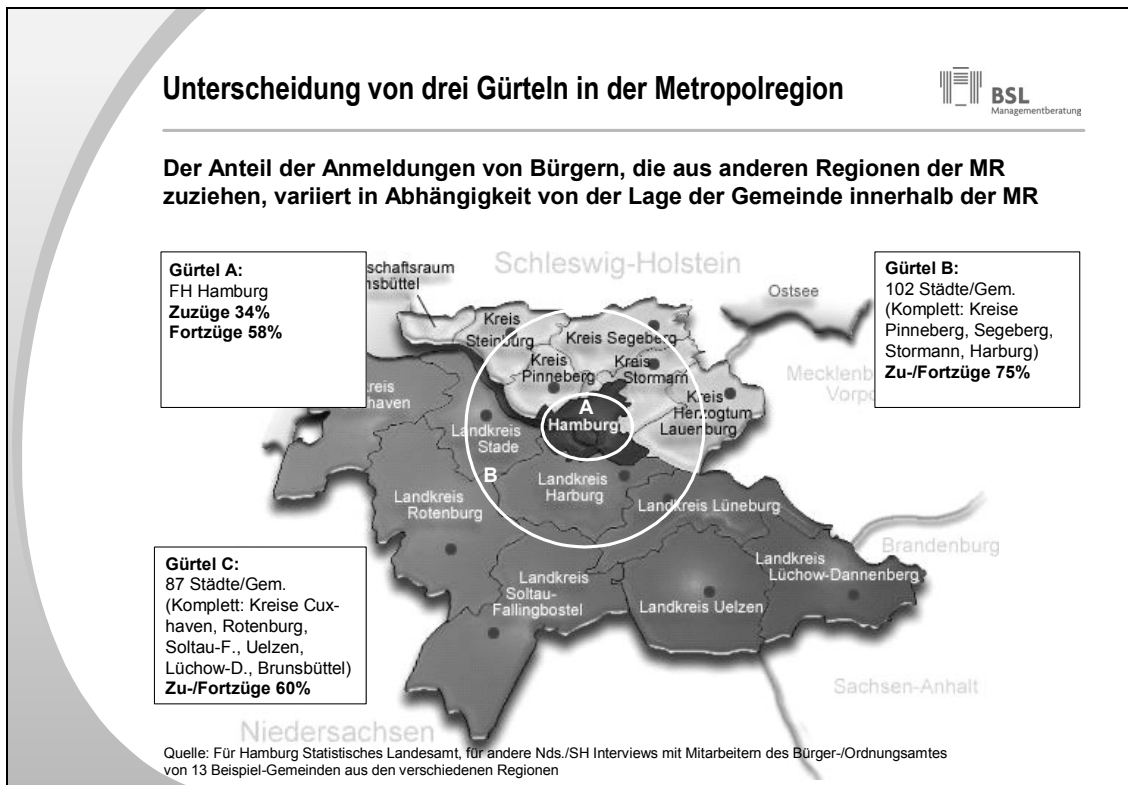 Unterscheidung von drei Gürteln in der Metropolregion
BSL
Managementberatung
Der Anteil der Anmeldungen von Bürgern, die aus anderen Regionen der MR
zuziehen, variiert in Abhängigkeit von der Lage der Gemeinde innerhalb der MR
Gürtel A:
FH Hamburg
Zuzüge 34%
Fortzüge 58%
Gürtel B:
102 Städte/Gem.
(Komplett: Kreise
Pinneberg, Segeberg,
Stormann, Harburg)
Zu-/Fortzüge 75%
Schleswig-Holstein
schaftsraum
nsbüttel
Ostsee
Kreis
Steinburg
Kreis Segeberg
Kreis
Pinneberg
Kreis
Stormarn
Mecklenb
Vorpo
Kreis
Herzogtum
Lauenburg
A
Hamburg
kreis
haven
Landkreis
Stade
B
Landkreis
Harburg
Landkreis
Rotenburg
Landkreis Lüneburg
Brandenburg
Landkreis
Lüchow-Dannenberg
Landkreis
Soltau-
Fallingbostel
Landkreis Uelzen
Gürtel C:
87 Städte/Gem.
(Komplett: Kreise Cux-
haven, Rotenburg,
Soltau-F., Uelzen,
Lüchow-D., Brunsbüttel)
Zu-/Fortzüge 60%
Sachsen-Anhalt
Niedersachsen
Quelle: Für Hamburg Statistisches Landesamt, für andere Nds./SH Interviews mit Mitarbeitern des Bürger-/Ordnungsamtes
von 13 Beispiel-Gemeinden aus den verschiedenen Regionen